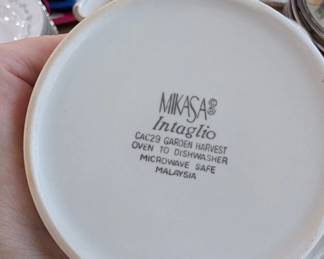 MIKASA®
Intaglio
CAC29 GARDEN HARVEST
OVEN TO DISHWASHER
MICROWAVE SAFE
MALAYSIA